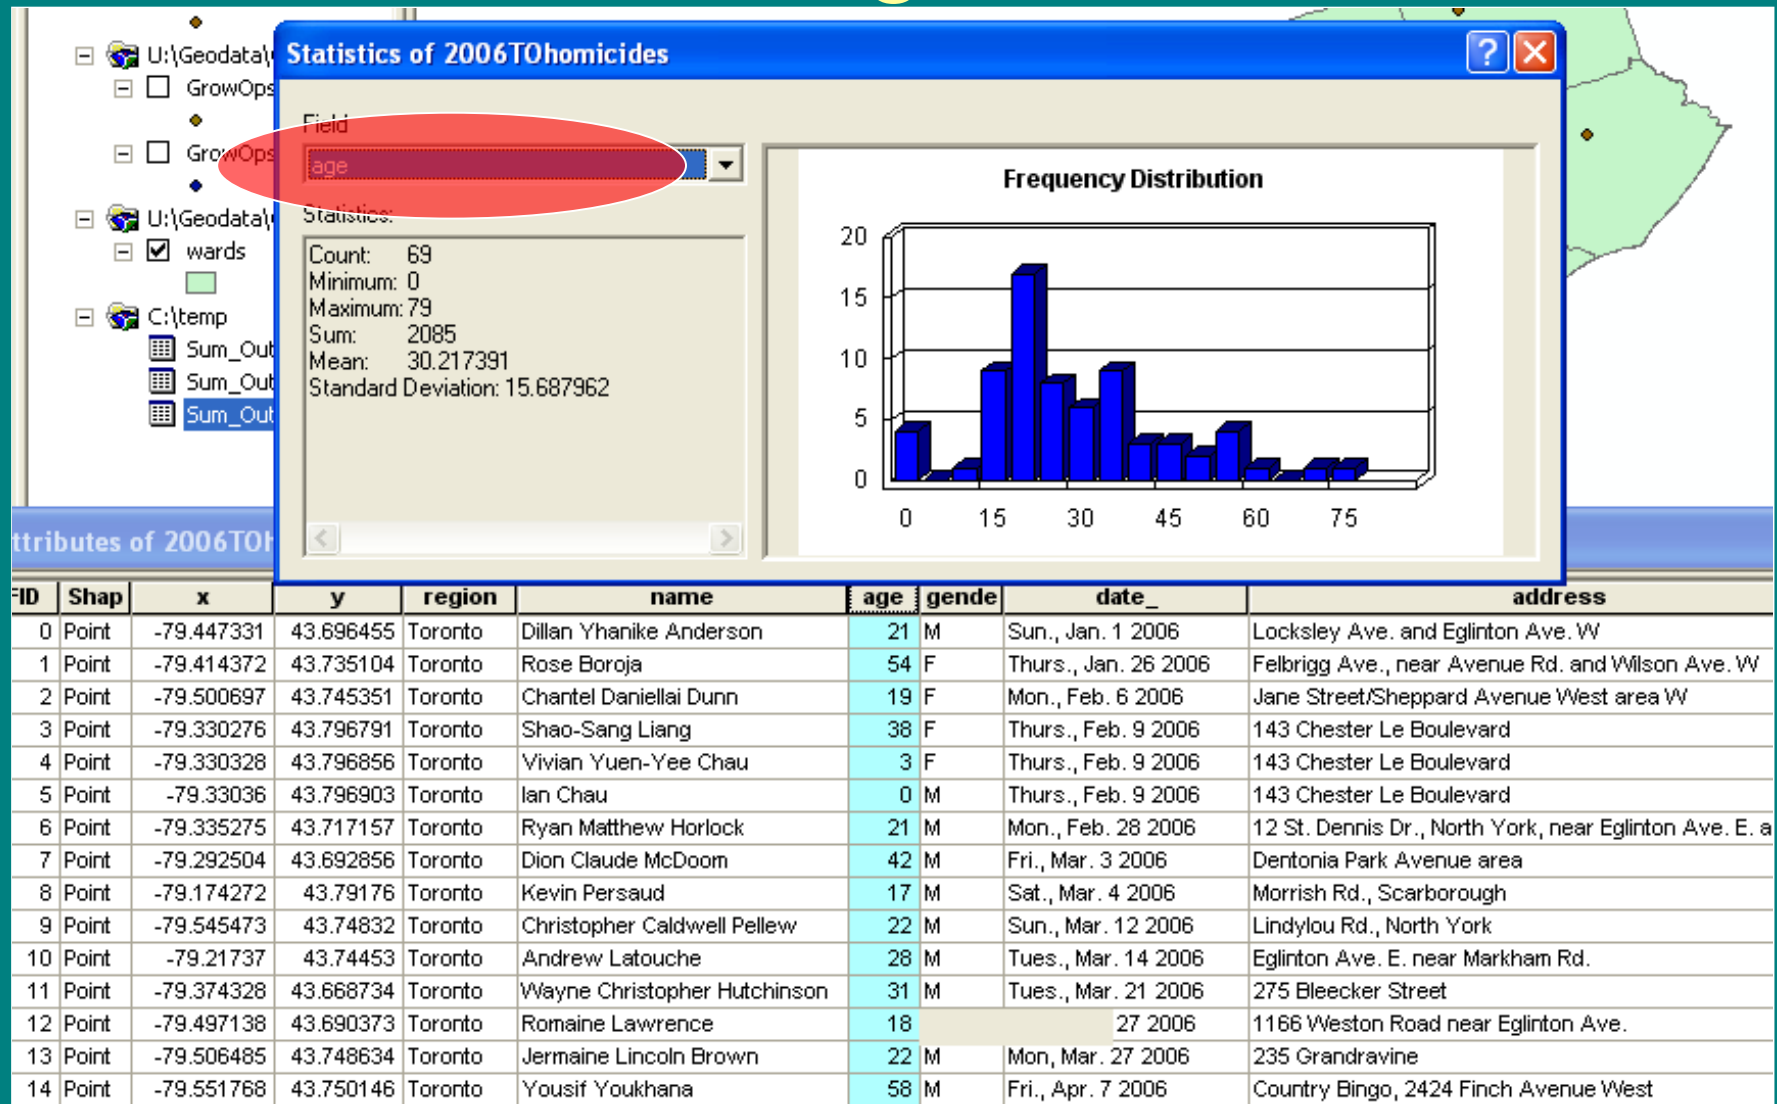 U:\Geodata\
GrowOps
GrowOps
U:\Geodata\
wards
C:\temp
Sum_Out
Sum_Out
Sum_Out
Statistics of 2006TOhomicides
Field
age
Statistics:
Count: 69
Minimum: 0
Maximum: 79
Sum: 2085
Mean: 30.217391
Standard Deviation: 15.687962
Frequency Distribution
20
15
10
5
0
0 15 30 45 60 75
ttributes of 2006TOh
FID Shap x y region name age gende date_ address
0 Point -79.447331 43.696455 Toronto Dillan Yhanike Anderson 21 M Sun., Jan. 1 2006 Locksley Ave. and Eglinton Ave. W
1 Point -79.414372 43.735104 Toronto Rose Boroja 54 F Thurs., Jan. 26 2006 Felbrigg Ave., near Avenue Rd. and Wilson Ave. W
2 Point -79.500697 43.745351 Toronto Chantel Daniellai Dunn 19 F Mon., Feb. 6 2006 Jane Street/Sheppard Avenue West area W
3 Point -79.330276 43.796791 Toronto Shao-Sang Liang 38 F Thurs., Feb. 9 2006 143 Chester Le Boulevard
4 Point -79.330328 43.796856 Toronto Vivian Yuen-Yee Chau 3 F Thurs., Feb. 9 2006 143 Chester Le Boulevard
5 Point -79.33036 43.796903 Toronto Ian Chau 0 M Thurs., Feb. 9 2006 143 Chester Le Boulevard
6 Point -79.335275 43.717157 Toronto Ryan Matthew Horlock 21 M Mon., Feb. 28 2006 12 St. Dennis Dr., North York, near Eglinton Ave. E. a
7 Point -79.292504 43.692856 Toronto Dion Claude McDoom 42 M Fri., Mar. 3 2006 Dentonia Park Avenue area
8 Point -79.174272 43.79176 Toronto Kevin Persaud 17 M Sat., Mar. 4 2006 Morrish Rd., Scarborough
9 Point -79.545473 43.74832 Toronto Christopher Caldwell Pellew 22 M Sun., Mar. 12 2006 Lindylou Rd., North York
10 Point -79.21737 43.74453 Toronto Andrew Latouche 28 M Tues., Mar. 14 2006 Eglinton Ave. E. near Markham Rd.
11 Point -79.374328 43.668734 Toronto Wayne Christopher Hutchinson 31 M Tues., Mar. 21 2006 275 Bleecker Street
12 Point -79.497138 43.690373 Toronto Romaine Lawrence 18 27 2006 1166 Weston Road near Eglinton Ave.
13 Point -79.506485 43.748634 Toronto Jermaine Lincoln Brown 22 M Mon, Mar. 27 2006 235 Grandravine
14 Point -79.551768 43.750146 Toronto Yousif Youkhana 58 M Fri., Apr. 7 2006 Country Bingo, 2424 Finch Avenue West